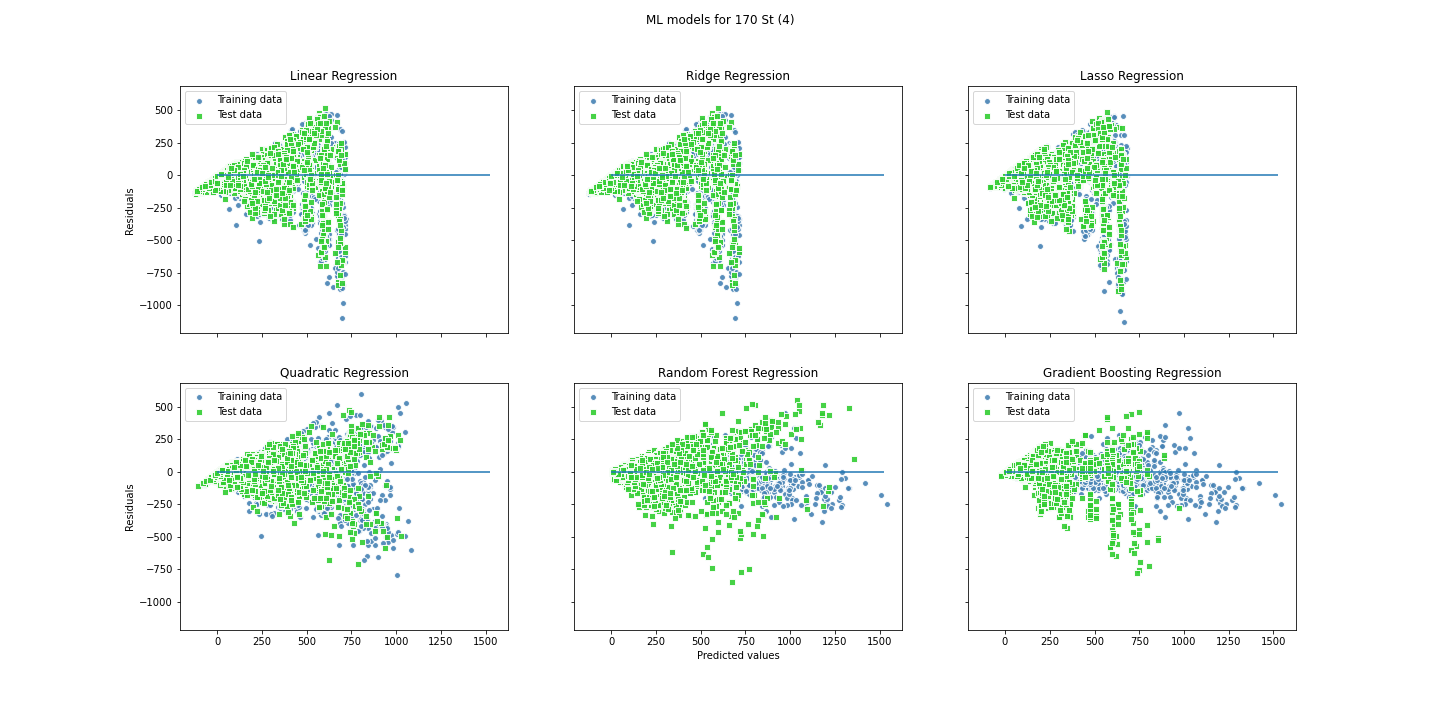 ML models for 170 St (4)
Linear Regression
Training data
Test data
500
250
0
−250
−500
−750
−1000
Residuals
Ridge Regression
Training data
Test data
Lasso Regression
Training data
Test data
Quadratic Regression
Training data
Test data
500
250
0
−250
−500
−750
−1000
Residuals
0 250 500 750 1000 1250 1500
Random Forest Regression
Training data
Test data
0 250 500 750 1000 1250 1500
Predicted values
Gradient Boosting Regression
Training data
Test data
0 250 500 750 1000 1250 1500